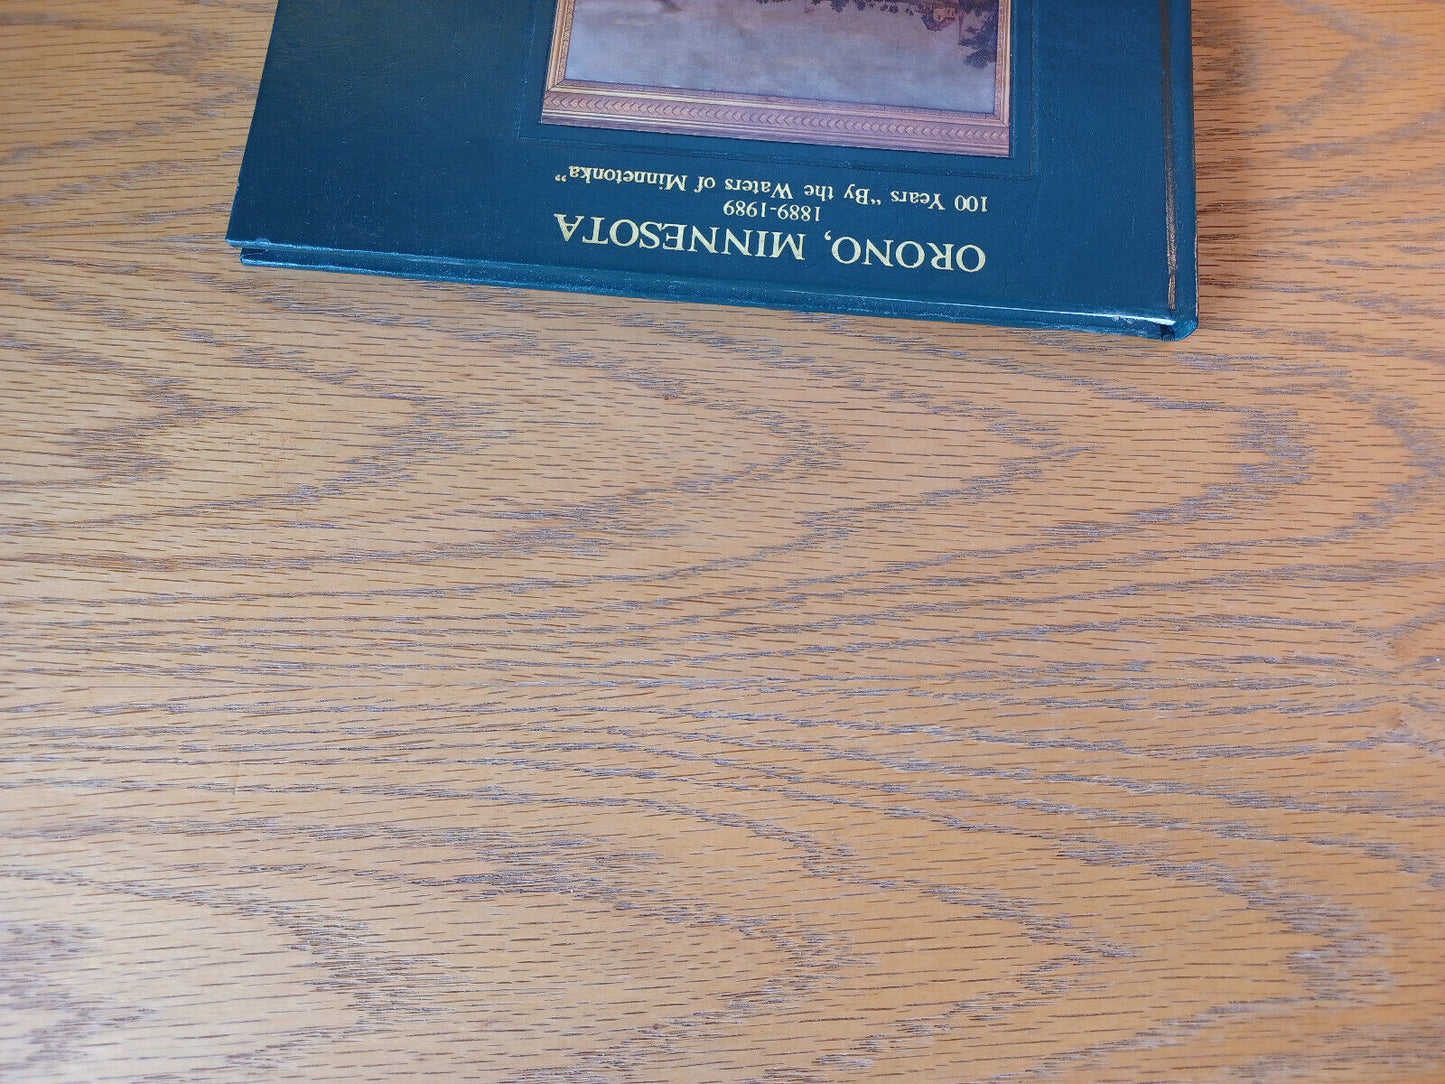 ORONO, MINNESOTA
1889-1989
100 Years “By the Waters of Minnetonka”